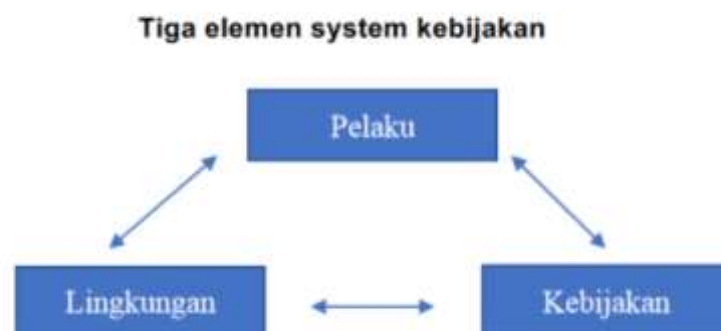 Tiga elemen system kebijakan
Pelaku
Lingkungan
Kebijakan